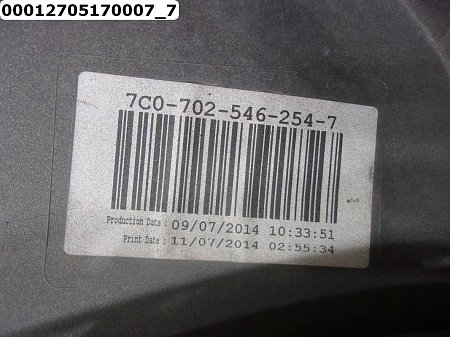 00012705170007_7
7C0-702-546-254-7
Production Date : 09/07/2014 10:33:51
Print Date : 11/07/2014 02:55:34